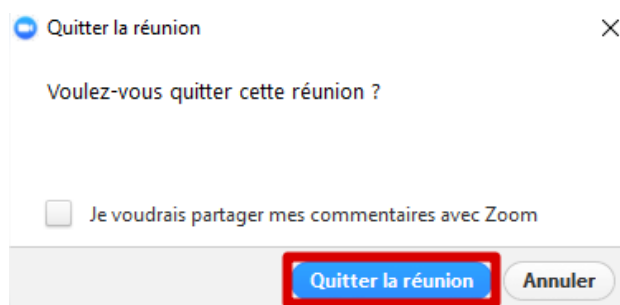 Quitter la réunion
Voulez-vous quitter cette réunion ?
Je voudrais partager mes commentaires avec Zoom
Quitter la réunion Annuler